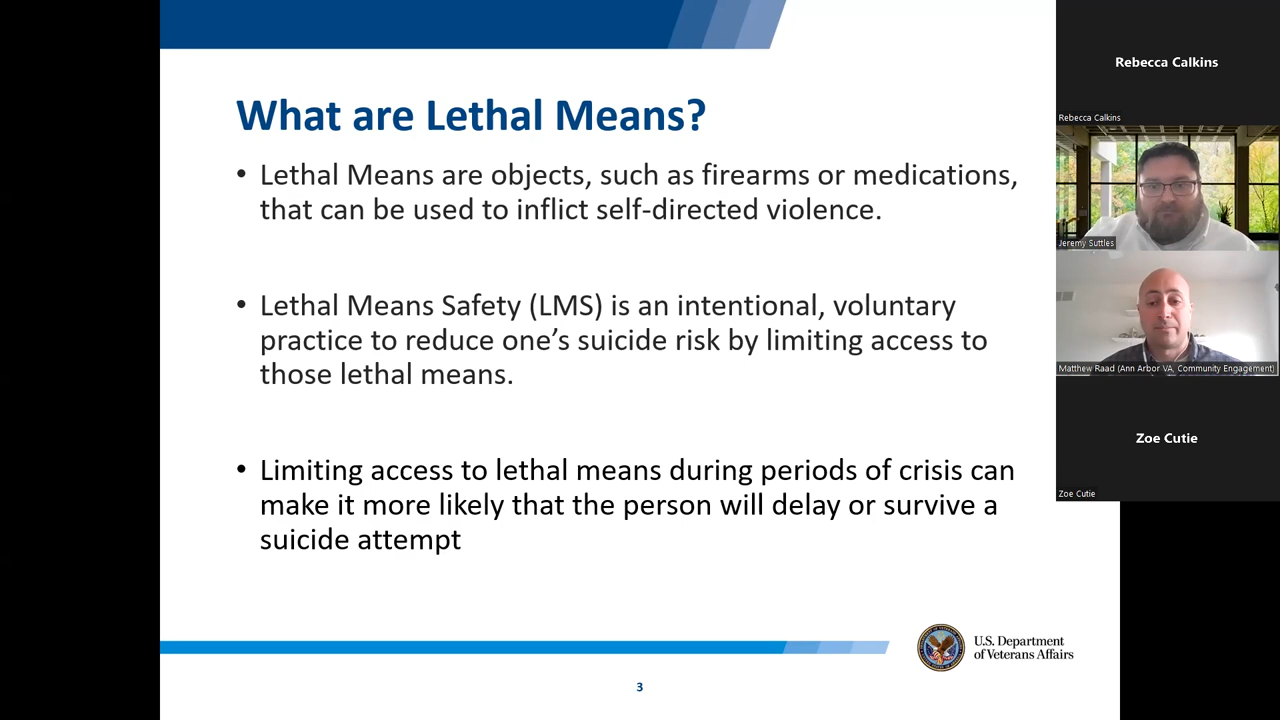 What are Lethal Means?
• Lethal Means are objects, such as firearms or medications,
that can be used to inflict self-directed violence.
• Lethal Means Safety (LMS) is an intentional, voluntary
practice to reduce one’s suicide risk by limiting access to
those lethal means.
• Limiting access to lethal means during periods of crisis can
make it more likely that the person will delay or survive a
suicide attempt
U.S. Department
of Veterans Affairs
3
Rebecca Calkins
Rebecca Calkins
Jeremy Suttles
Matthew Raad (Ann Arbor VA, Community Engagement)
Zoe Cutie
Zoe Cutie